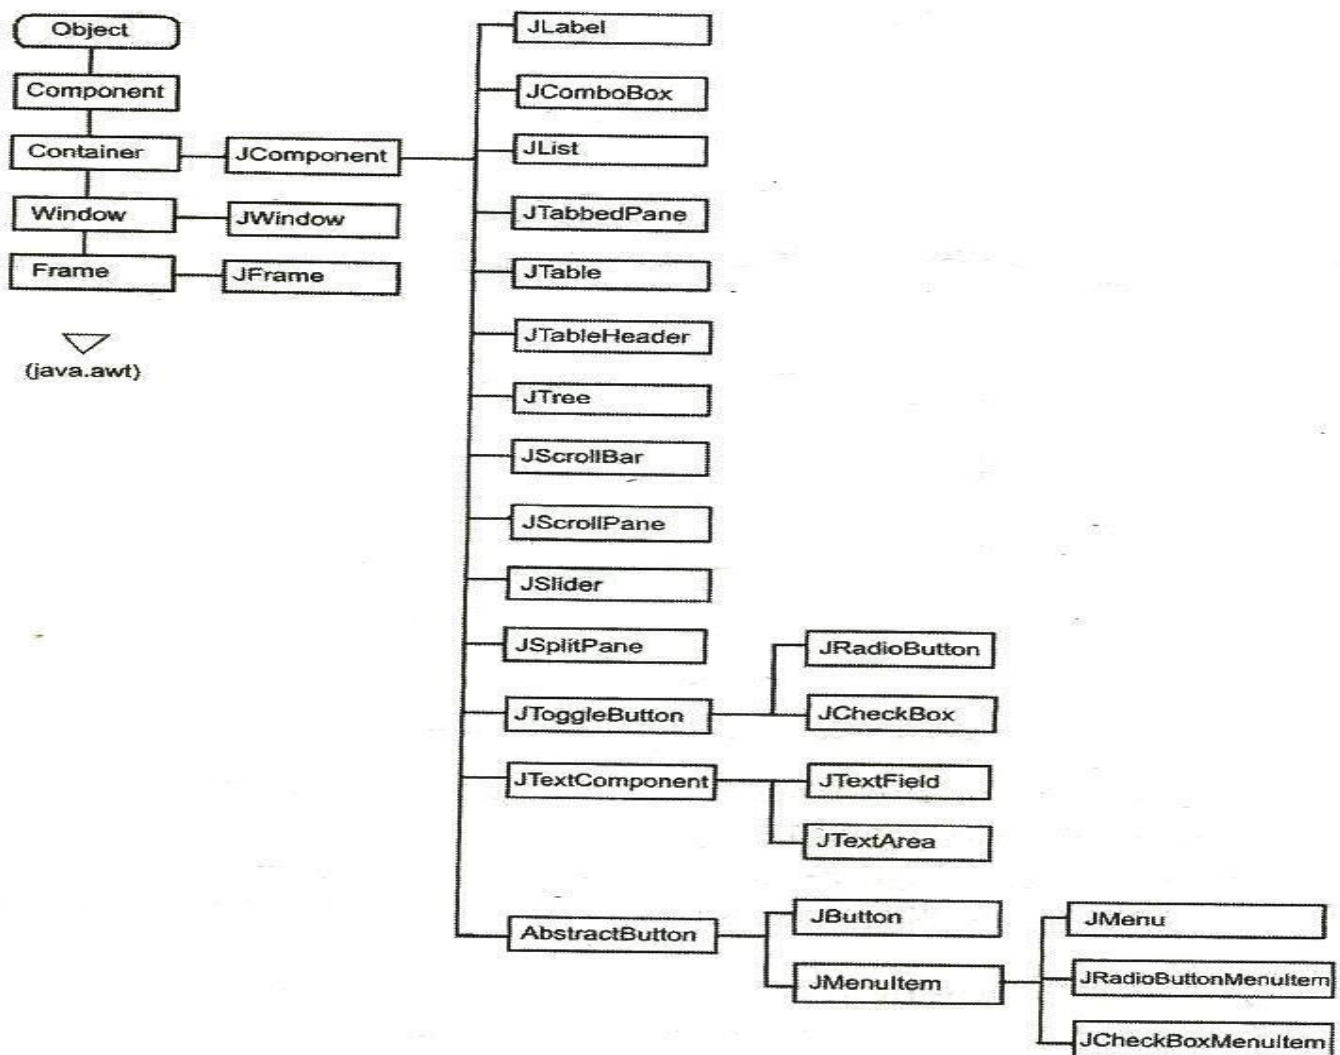 Object
Component
Container
JComponent
Window
JWindow
Frame
JFrame
(java.awt)
JLabel
JComboBox
JList
JTabbedPane
JTable
JTableHeader
JTree
JScrollBar
JScrollPane
JSlider
JSplitPane
JToggleButton
JRadioButton
JCheckBox
JTextComponent
JTextField
JTextArea
AbstractButton
JButton
JMenuItem
JMenu
JRadioButtonMenuItem
JCheckBoxMenuItem